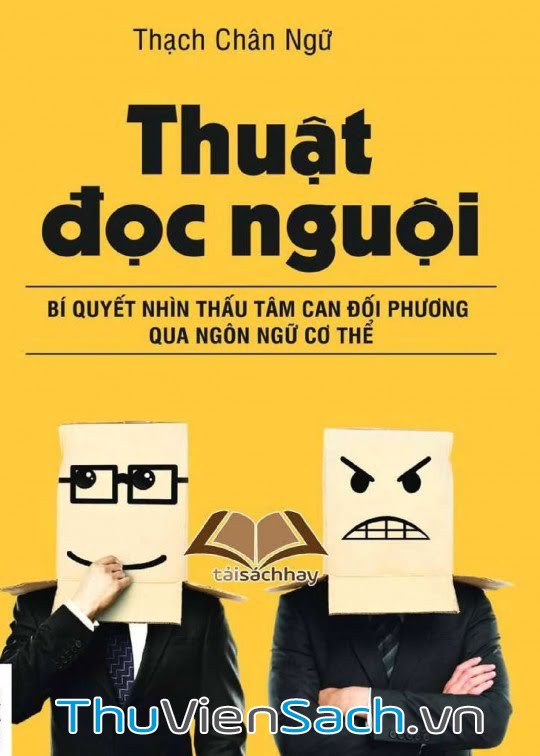 Thạch Chân Ngữ
Thuật
đọc nguội
BÍ QUYẾT NHÌN THẤU TÂM CAN ĐỐI PHƯƠNG
QUA NGÔN NGỮ CƠ THỂ
tảisáchhay
ThuVienSach.vn